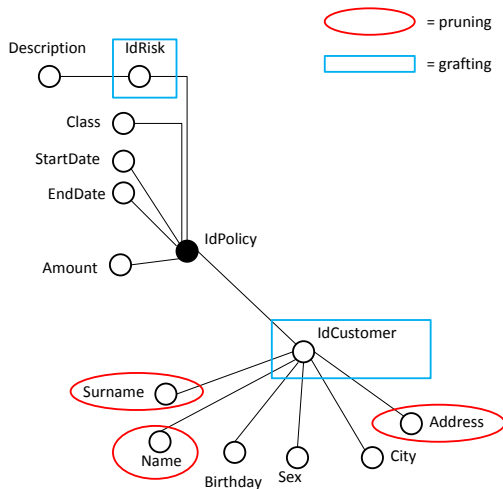 Description
IdRisk
= pruning
= grafting
Class
StartDate
EndDate
IdPolicy
Amount
IdCustomer
Surname
Address
Name
Birthday
Sex
City